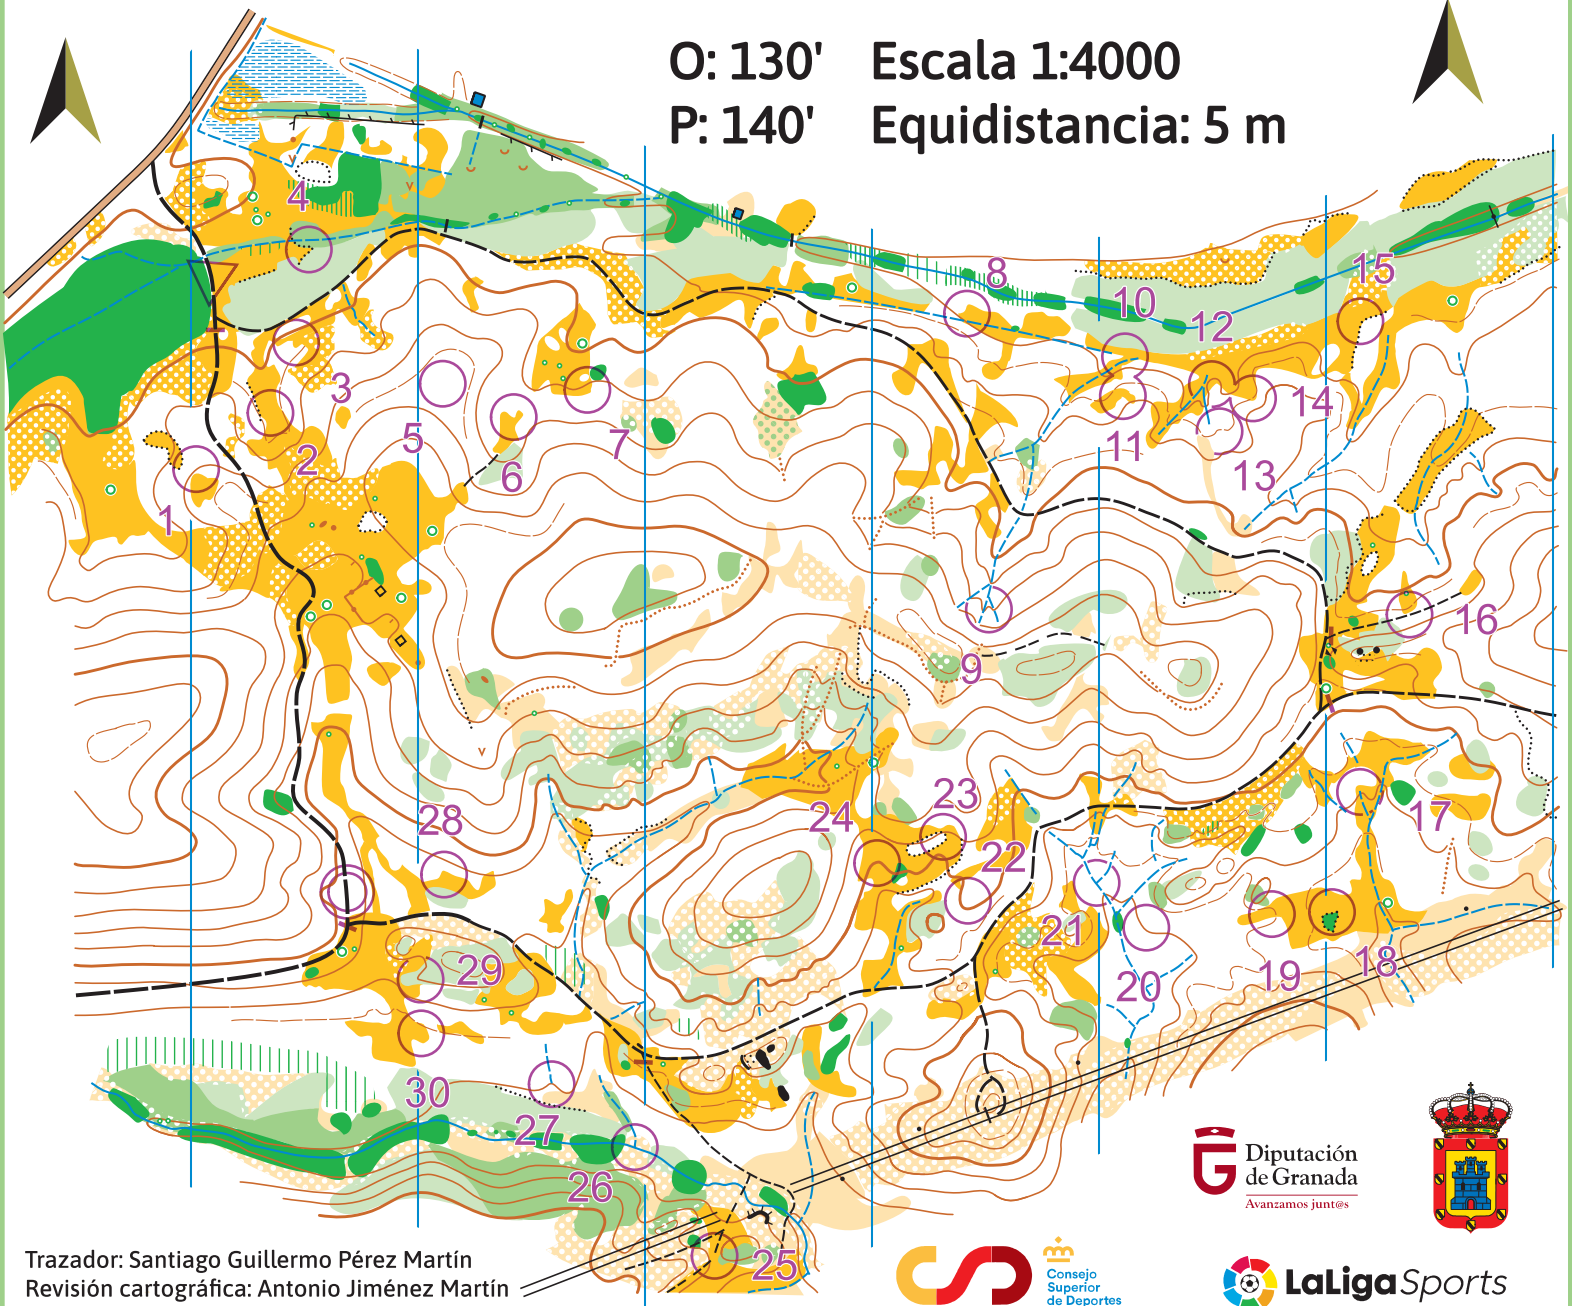 O: 130' Escala 1:4000
P: 140' Equidistancia: 5 m
4
8
15
10
12
3
14
5
7
11
2
6
13
1
16
9
28
24
23
17
22
21
29
20
19
18
30
27
26
25
Diputación
de Granada
Avanzamos junt@s
Trazador: Santiago Guillermo Pérez Martín
Revisión cartográfica: Antonio Jiménez Martín
Consejo
Superior
de Deportes
LaLiga Sports